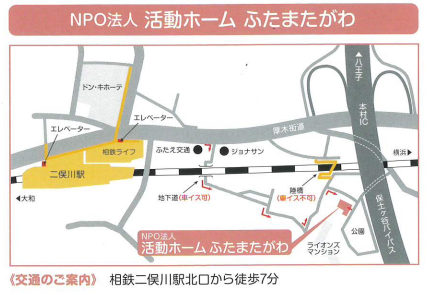 NPO法人 活動ホーム ふたまたがわ
ドン・キホーテ
エレベーター
エレベーター
相鉄ライフ
二俣川駅
◀大和
ふたえ交通
ジョナサン
厚木街道
▲八王子
本村IC
横浜▶
地下道(車イス可)
陸橋
(車イス不可)
保土ヶ谷バイパス
公園
ライオンズ
マンション
NPO法人
活動ホーム ふたまたがわ
《交通のご案内》 相鉄二俣川駅北口から徒歩7分